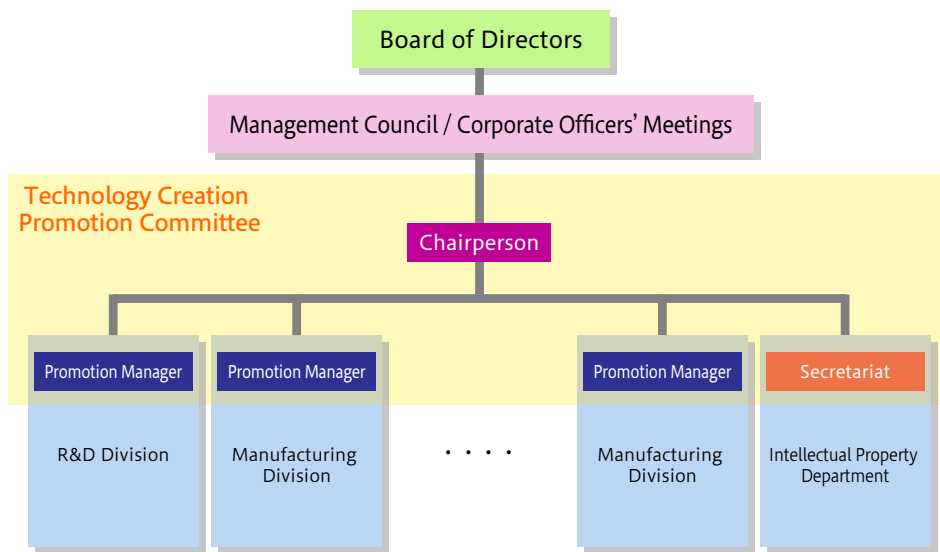 Board of Directors
Management Council / Corporate Officers’ Meetings
Technology Creation
Promotion Committee
Chairperson
Promotion Manager
Promotion Manager
Promotion Manager
Secretariat
R&D Division
Manufacturing
Division
· · · ·
Manufacturing
Division
Intellectual Property
Department